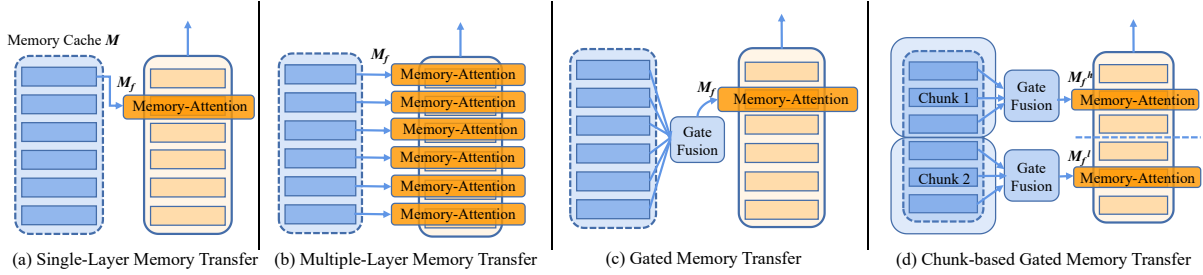 Memory Cache M
M_f
Memory-Attention
(a) Single-Layer Memory Transfer
M_f
Memory-Attention
Memory-Attention
Memory-Attention
Memory-Attention
Memory-Attention
Memory-Attention
(b) Multiple-Layer Memory Transfer
M_f
Memory-Attention
Gate
Fusion
(c) Gated Memory Transfer
Chunk 1
Gate
Fusion
M_f^h
Memory-Attention
Chunk 2
Gate
Fusion
M_f^l
Memory-Attention
(d) Chunk-based Gated Memory Transfer